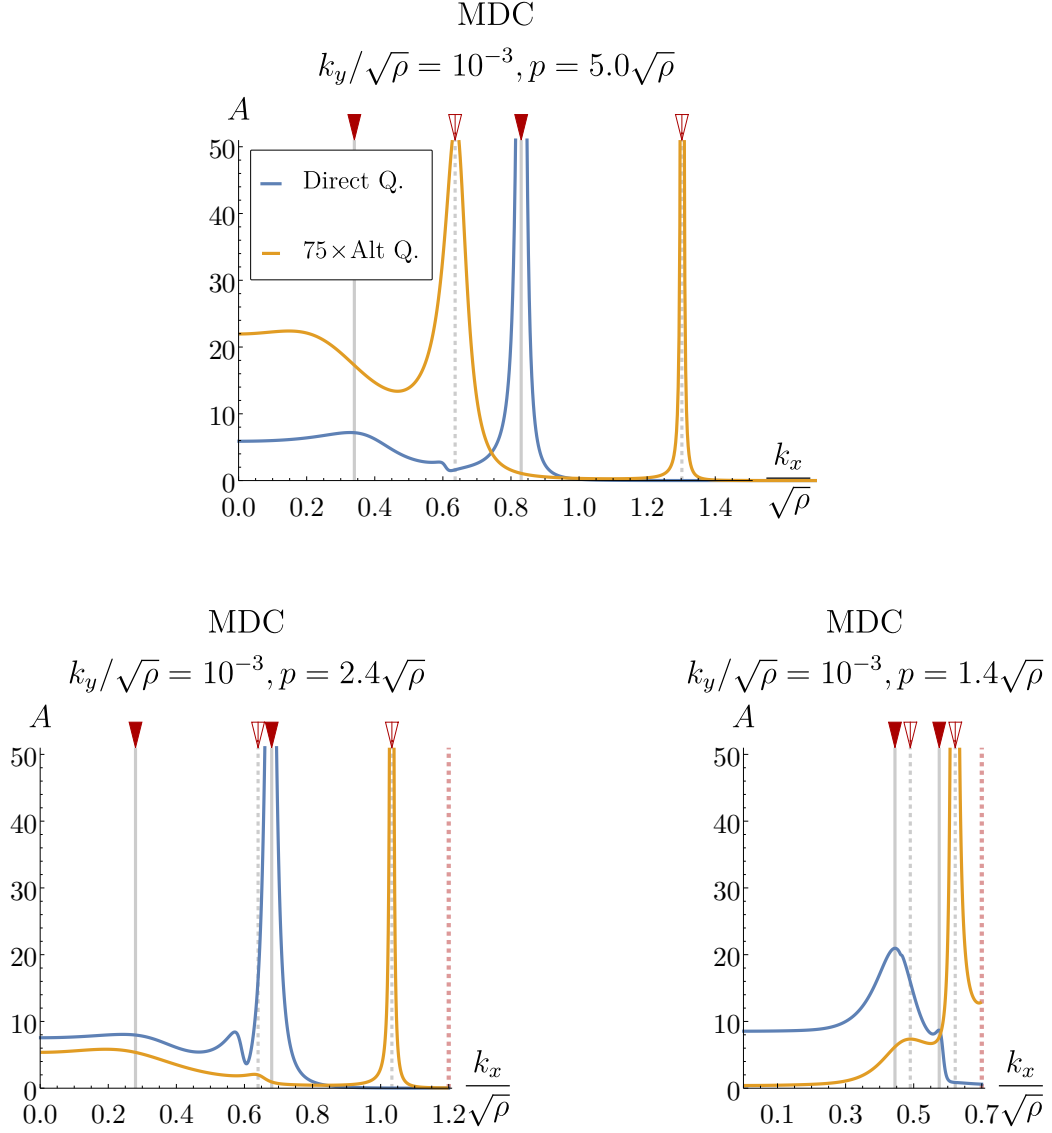 MDC
k_y/√ρ = 10^{-3}, p = 5.0√ρ
A
50
40
30
20
10
0
Direct Q.
75×Alt Q.
0.0 0.2 0.4 0.6 0.8 1.0 1.2 1.4
k_x/√ρ
MDC
k_y/√ρ = 10^{-3}, p = 2.4√ρ
A
50
40
30
20
10
0
0.0 0.2 0.4 0.6 0.8 1.0 1.2
k_x/√ρ
MDC
k_y/√ρ = 10^{-3}, p = 1.4√ρ
A
50
40
30
20
10
0
0.1 0.3 0.5 0.7
k_x/√ρ